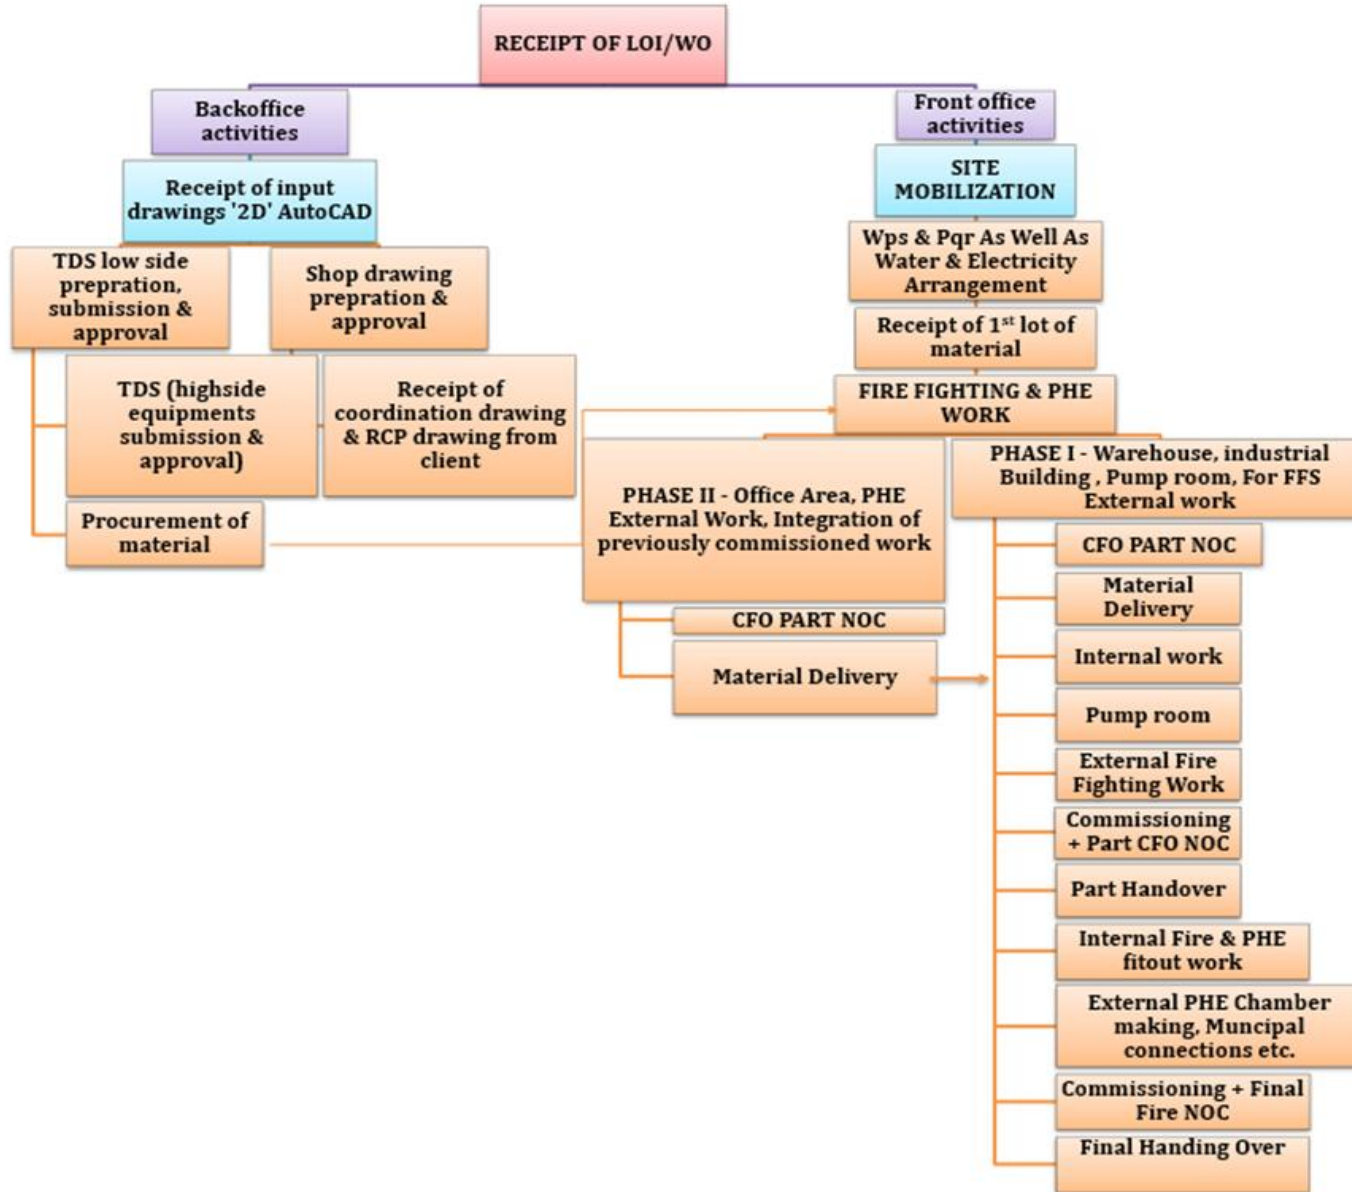 RECEIPT OF LOI/WO
Backoffice
activities
Front office
activities
Receipt of input
drawings '2D' AutoCAD
SITE
MOBILIZATION
TDS low side
prepration,
submission &
approval
Shop drawing
prepration &
approval
Wps & Pqr As Well As
Water & Electricity
Arrangement
Receipt of 1st lot of
material
TDS (highside
equipments
submission &
approval)
Receipt of
coordination drawing
& RCP drawing from
client
FIRE FIGHTING & PHE
WORK
Procurement of
material
PHASE II - Office Area, PHE
External Work, Integration of
previously commissioned work
CFO PART NOC
Material Delivery
PHASE I - Warehouse, industrial
Building , Pump room, For FFS
External work
CFO PART NOC
Material
Delivery
Internal work
Pump room
External Fire
Fighting Work
Commissioning
+ Part CFO NOC
Part Handover
Internal Fire & PHE
fitout work
External PHE Chamber
making, Muncipal
connections etc.
Commissioning + Final
Fire NOC
Final Handing Over